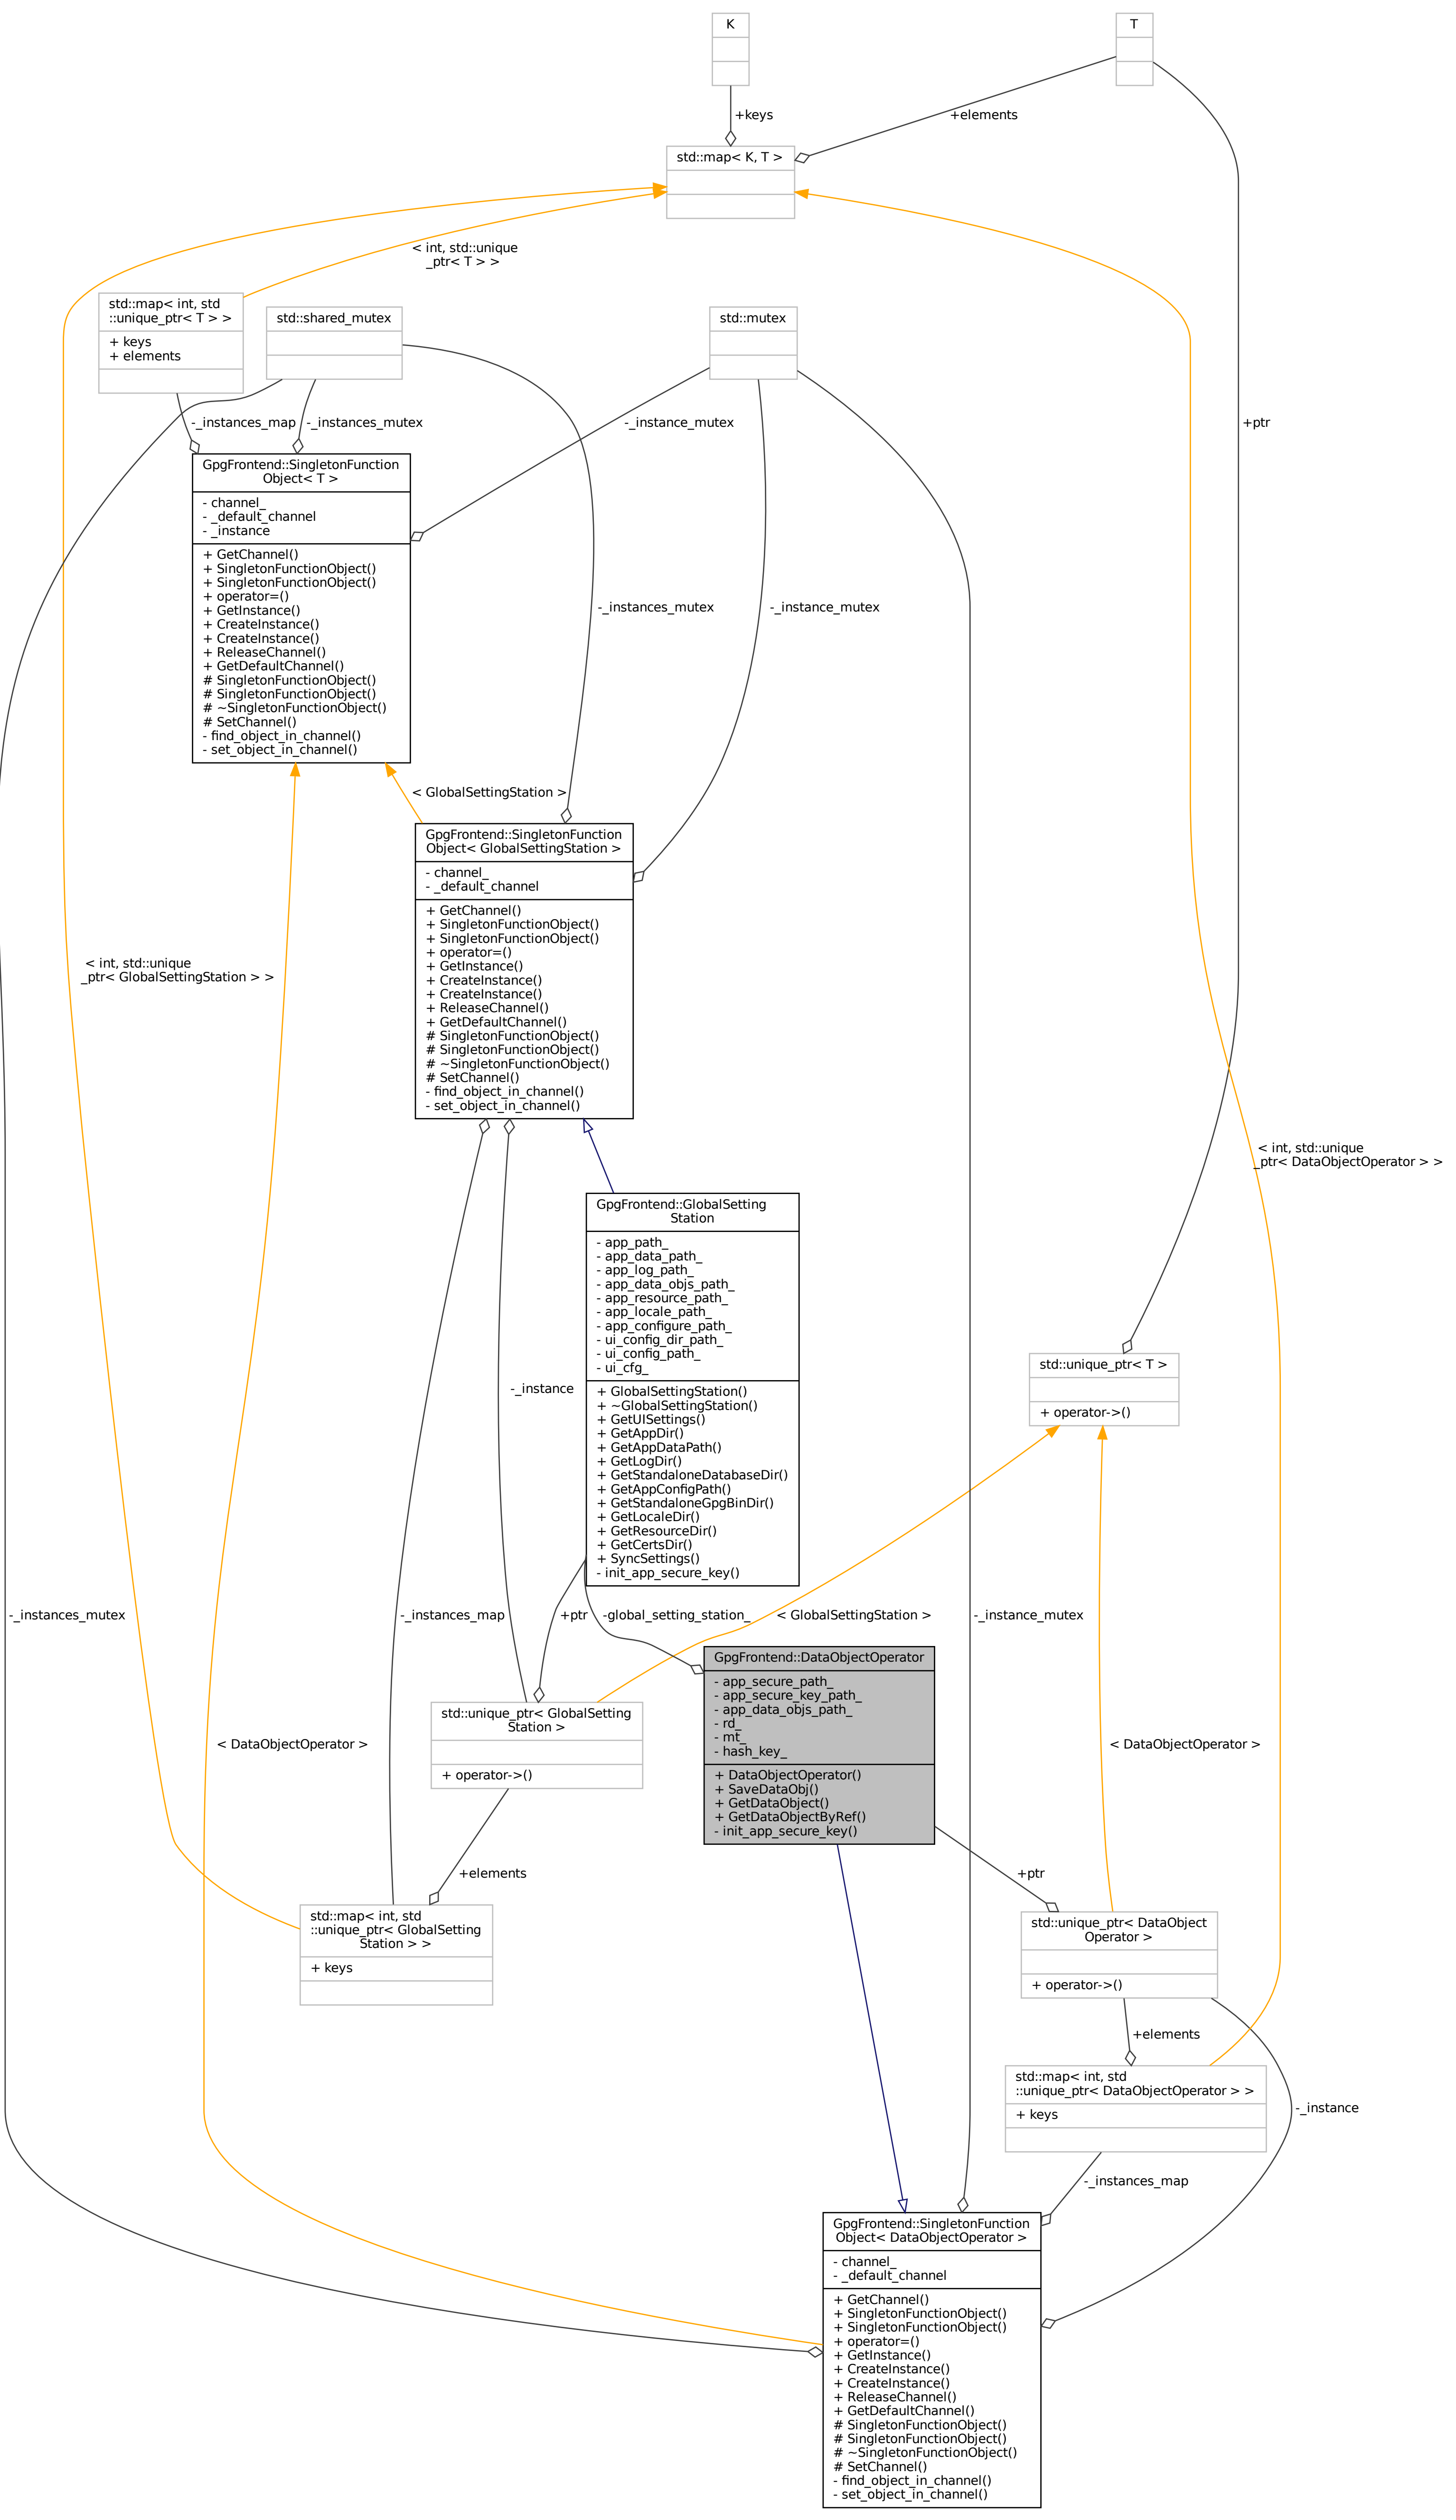 K
T
+keys
+elements
std::map< K, T >
< int, std::unique
_ptr< T > >
std::map< int, std
::unique_ptr< T > >
+ keys
+ elements
std::shared_mutex
std::mutex
-_instances_map
-_instances_mutex
-_instance_mutex
+ptr
GpgFrontend::SingletonFunction
Object< T >
- channel_
- _default_channel
- _instance
+ GetChannel()
+ SingletonFunctionObject()
+ SingletonFunctionObject()
+ operator=()
+ GetInstance()
+ CreateInstance()
+ CreateInstance()
+ ReleaseChannel()
+ GetDefaultChannel()
# SingletonFunctionObject()
# SingletonFunctionObject()
# ~SingletonFunctionObject()
# SetChannel()
- find_object_in_channel()
- set_object_in_channel()
-_instances_mutex
-_instance_mutex
< GlobalSettingStation >
GpgFrontend::SingletonFunction
Object< GlobalSettingStation >
- channel_
- _default_channel
+ GetChannel()
+ SingletonFunctionObject()
+ SingletonFunctionObject()
+ operator=()
+ GetInstance()
+ CreateInstance()
+ CreateInstance()
+ ReleaseChannel()
+ GetDefaultChannel()
# SingletonFunctionObject()
# SingletonFunctionObject()
# ~SingletonFunctionObject()
# SetChannel()
- find_object_in_channel()
- set_object_in_channel()
< int, std::unique
_ptr< GlobalSettingStation > >
< int, std::unique
_ptr< DataObjectOperator > >
GpgFrontend::GlobalSetting
Station
- app_path_
- app_data_path_
- app_log_path_
- app_data_objs_path_
- app_resource_path_
- app_locale_path_
- app_configure_path_
- ui_config_dir_path_
- ui_config_path_
- ui_cfg_
+ GlobalSettingStation()
+ ~GlobalSettingStation()
+ GetUISettings()
+ GetAppDir()
+ GetAppDataPath()
+ GetLogDir()
+ GetStandaloneDatabaseDir()
+ GetAppConfigPath()
+ GetStandaloneGpgBinDir()
+ GetLocaleDir()
+ GetResourceDir()
+ GetCertsDir()
+ SyncSettings()
- init_app_secure_key()
-_instance
std::unique_ptr< T >
+ operator->()
-_instances_mutex
-_instances_map
+ptr
-global_setting_station_
< GlobalSettingStation >
-_instance_mutex
GpgFrontend::DataObjectOperator
- app_secure_path_
- app_secure_key_path_
- app_data_objs_path_
- rd_
- mt_
- hash_key_
+ DataObjectOperator()
+ SaveDataObj()
+ GetDataObject()
+ GetDataObjectByRef()
- init_app_secure_key()
std::unique_ptr< GlobalSetting
Station >
+ operator->()
< DataObjectOperator >
< DataObjectOperator >
+elements
+ptr
std::map< int, std
::unique_ptr< GlobalSetting
Station > >
+ keys
std::unique_ptr< DataObject
Operator >
+ operator->()
+elements
std::map< int, std
::unique_ptr< DataObjectOperator > >
+ keys
-_instance
-_instances_map
GpgFrontend::SingletonFunction
Object< DataObjectOperator >
- channel_
- _default_channel
+ GetChannel()
+ SingletonFunctionObject()
+ SingletonFunctionObject()
+ operator=()
+ GetInstance()
+ CreateInstance()
+ CreateInstance()
+ ReleaseChannel()
+ GetDefaultChannel()
# SingletonFunctionObject()
# SingletonFunctionObject()
# ~SingletonFunctionObject()
# SetChannel()
- find_object_in_channel()
- set_object_in_channel()